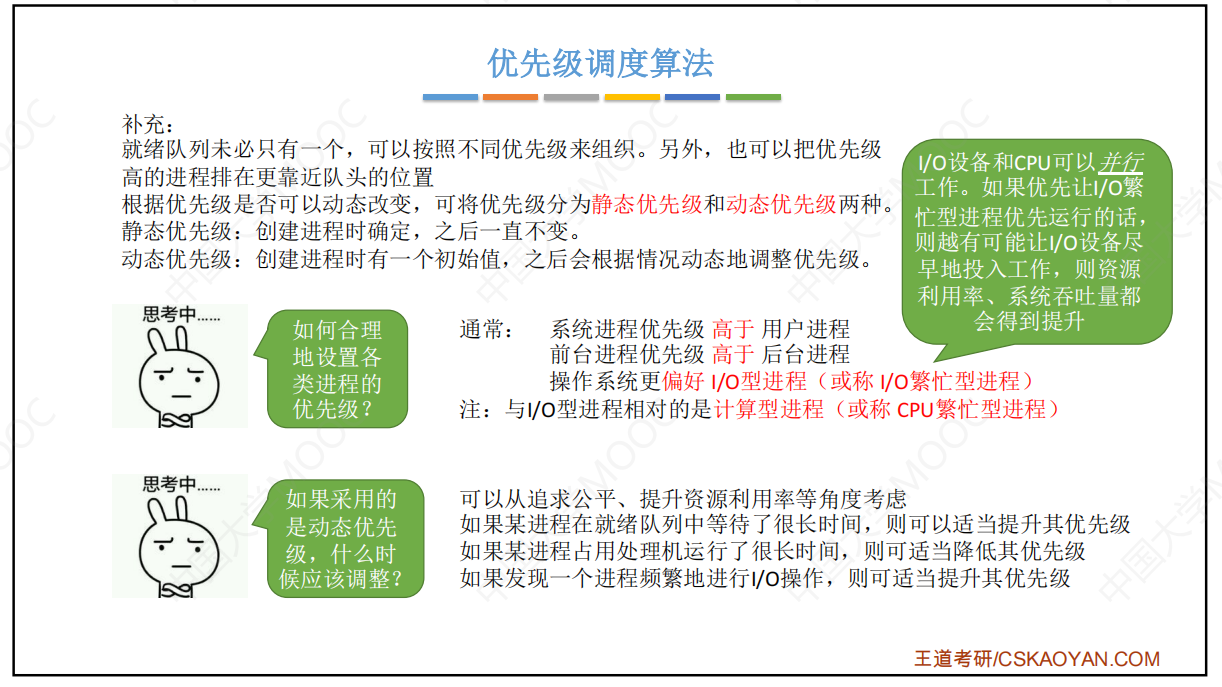 优先级调度算法
补充：
就绪队列未必只有一个，可以按照不同优先级来组织。另外，也可以把优先级
高的进程排在更靠近队头的位置
根据优先级是否可以动态改变，可将优先级分为静态优先级和动态优先级两种。
静态优先级：创建进程时确定，之后一直不变。
动态优先级：创建进程时有一个初始值，之后会根据情况动态地调整优先级。
I/O设备和CPU可以并行
工作。如果优先让I/O繁
忙型进程优先运行的话，
则越有可能让I/O设备尽
早地投入工作，则资源
利用率、系统吞吐量都
会得到提升
思考中......
如何合理
地设置各
类进程的
优先级？
通常： 系统进程优先级 高于 用户进程
前台进程优先级 高于 后台进程
操作系统更偏好 I/O型进程（或称 I/O繁忙型进程）
注：与I/O型进程相对的是计算型进程（或称 CPU繁忙型进程）
思考中......
如果采用的
是动态优先
级，什么时
候应该调整？
可以从追求公平、提升资源利用率等角度考虑
如果某进程在就绪队列中等待了很长时间，则可以适当提升其优先级
如果某进程占用处理机运行了很长时间，则可适当降低其优先级
如果发现一个进程频繁地进行I/O操作，则可适当提升其优先级
王道考研/CSKAOYAN.COM
中国大学MOOC